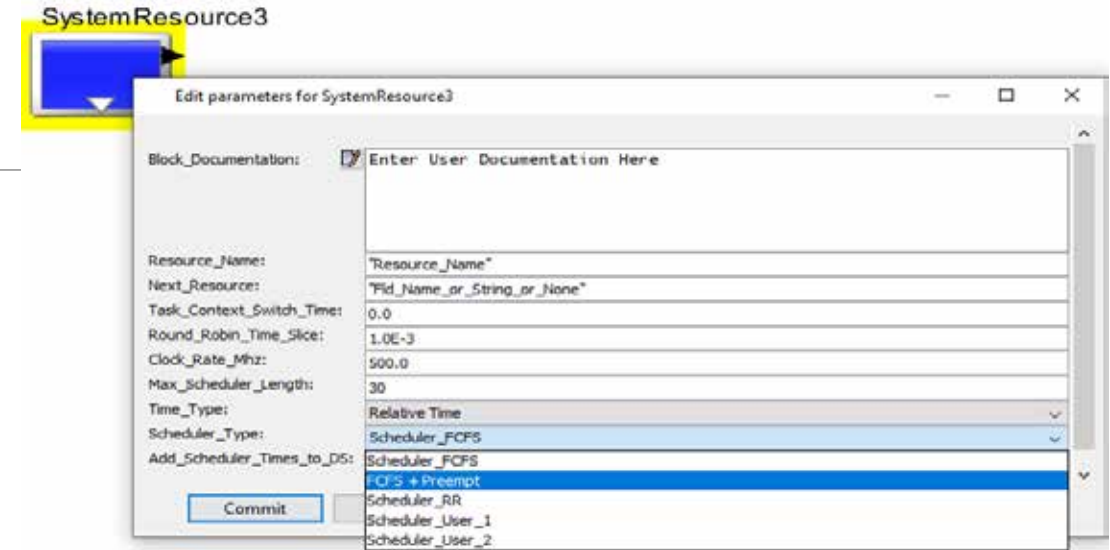 SystemResource3
Edit parameters for SystemResource3
Block_Documentation: Enter User Documentation Here
Resource_Name: "Resource_Name"
Next_Resource: "Fld_Name_or_String_or_None"
Task_Context_Switch_Time: 0.0
Round_Robin_Time_Slice: 1.0E-3
Clock_Rate_Mhz: 500.0
Max_Scheduler_Length: 30
Time_Type: Relative Time
Scheduler_Type: Scheduler_FCFS
Add_Scheduler_Times_to_DS: Scheduler_FCFS
FCFS + Preempt
Scheduler_RR
Commit
Scheduler_User_1
Scheduler_User_2